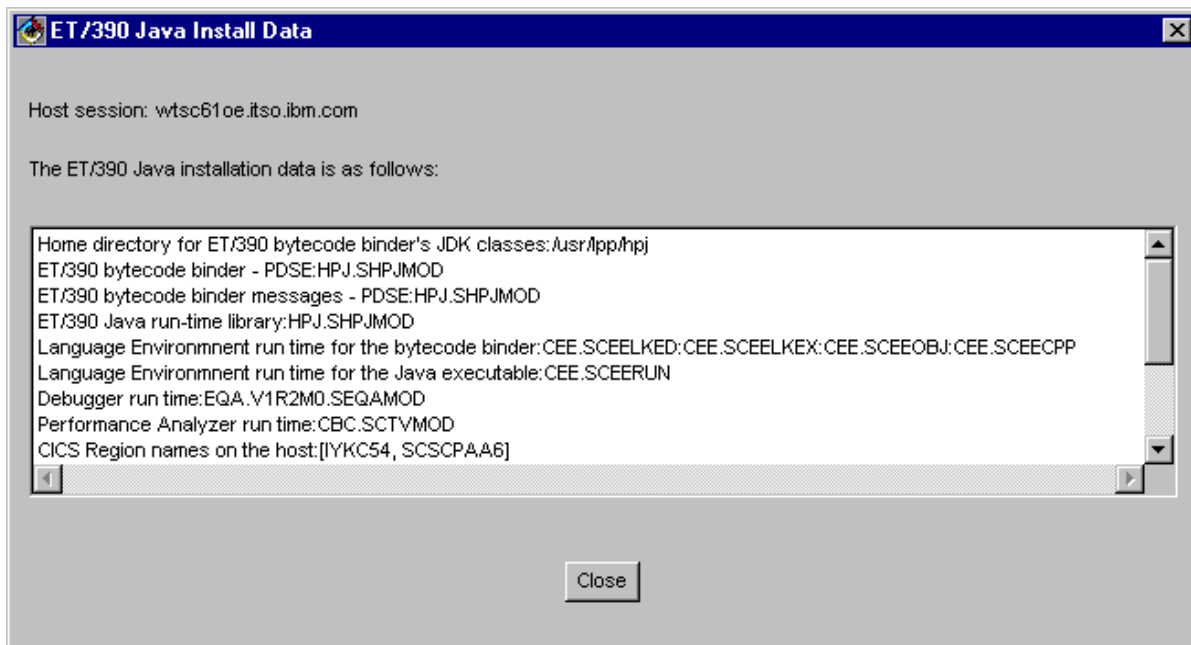 ET/390 Java Install Data
Host session: wtsc61oe.itso.ibm.com
The ET/390 Java installation data is as follows:
Home directory for ET/390 bytecode binder's JDK classes:/usr/lpp/hpj
ET/390 bytecode binder - PDSE:HPJ.SHPJMOD
ET/390 bytecode binder messages - PDSE:HPJ.SHPJMOD
ET/390 Java run-time library:HPJ.SHPJMOD
Language Environmnent run time for the bytecode binder:CEE.SCEELKED:CEE.SCEELKEX:CEE.SCEEOBJ:CEE.SCEECPP
Language Environmnent run time for the Java executable:CEE.SCEERUN
Debugger run time:EQA.V1R2M0.SEQAMOD
Performance Analyzer run time:CBC.SCTVMOD
CICS Region names on the host:[IYKC54, SCSCPAA6]
Close